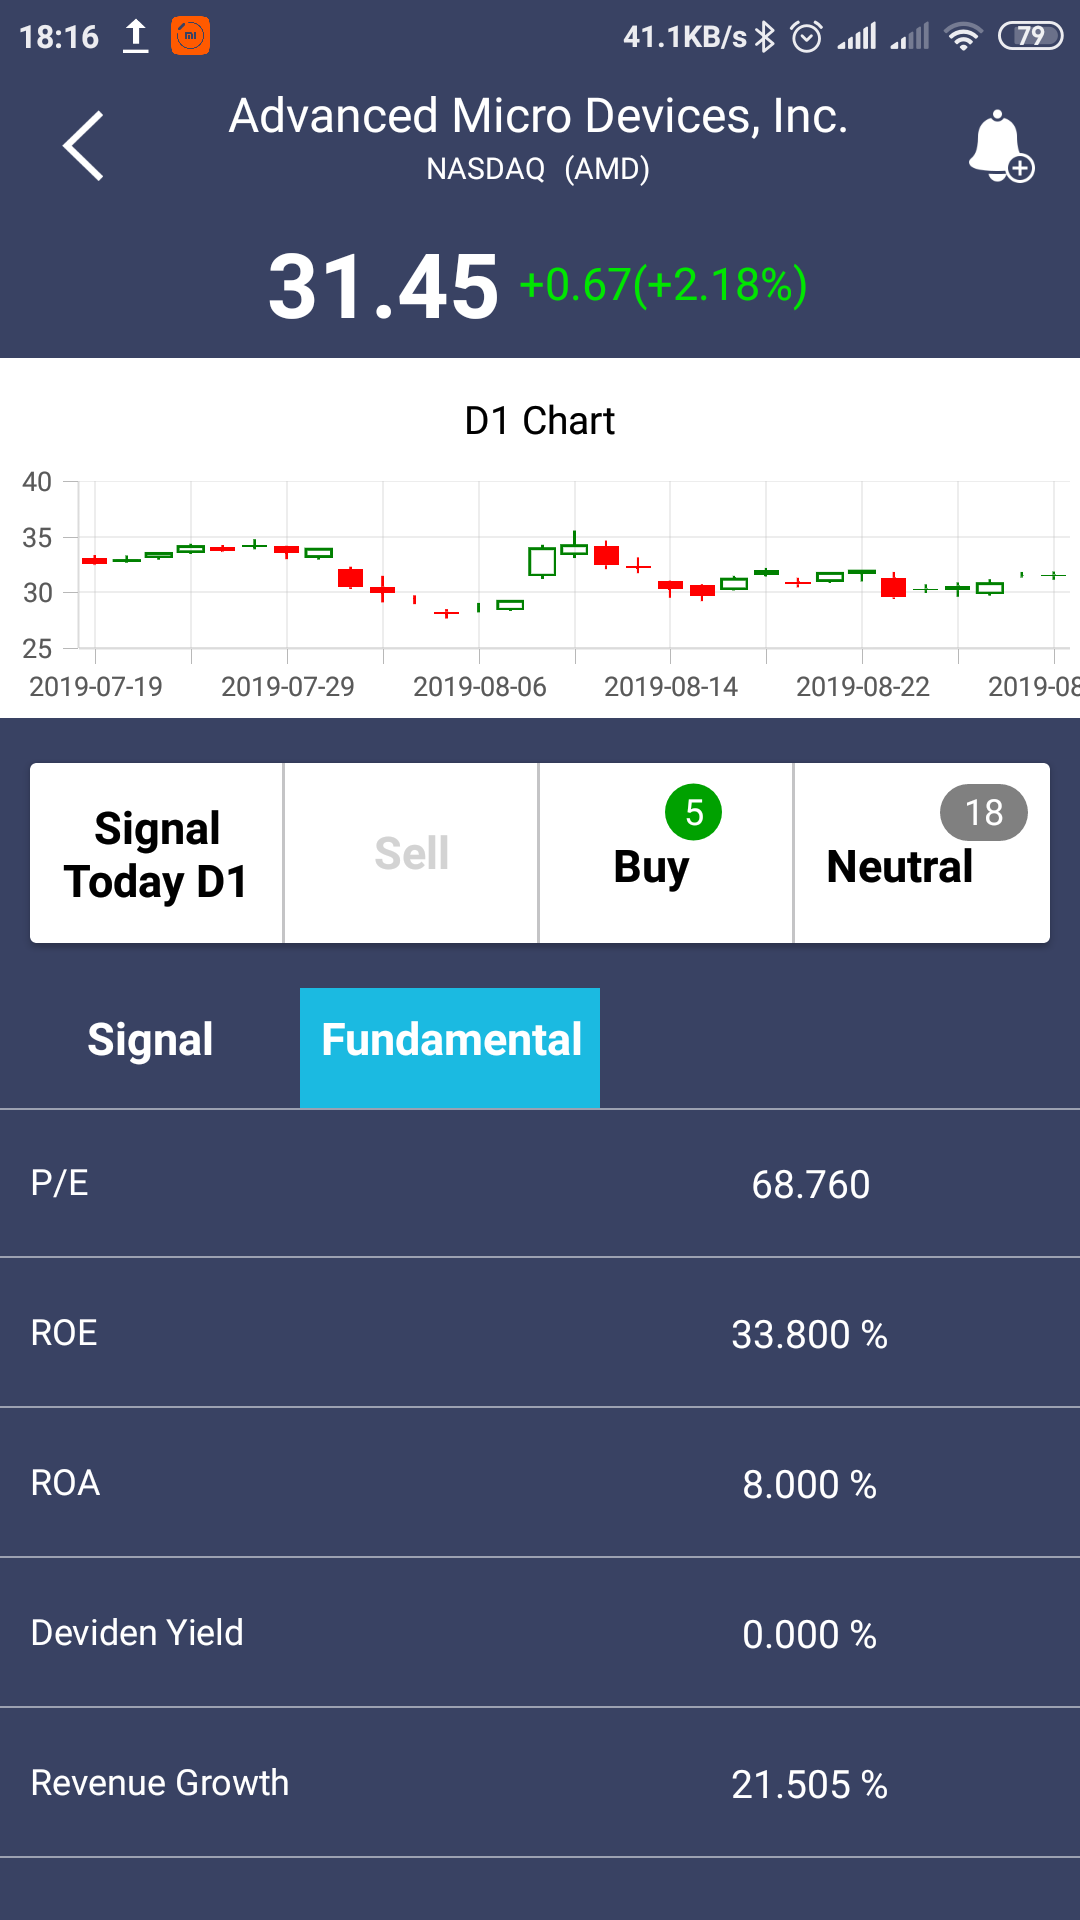 18:16 mi 41.1KB/s 79
Advanced Micro Devices, Inc.
NASDAQ (AMD)
31.45 +0.67(+2.18%)
D1 Chart
40
35
30
25
2019-07-19 2019-07-29 2019-08-06 2019-08-14 2019-08-22 2019-08
Signal Today D1
Sell
5
Buy
18
Neutral
Signal Fundamental
P/E 68.760
ROE 33.800 %
ROA 8.000 %
Deviden Yield 0.000 %
Revenue Growth 21.505 %